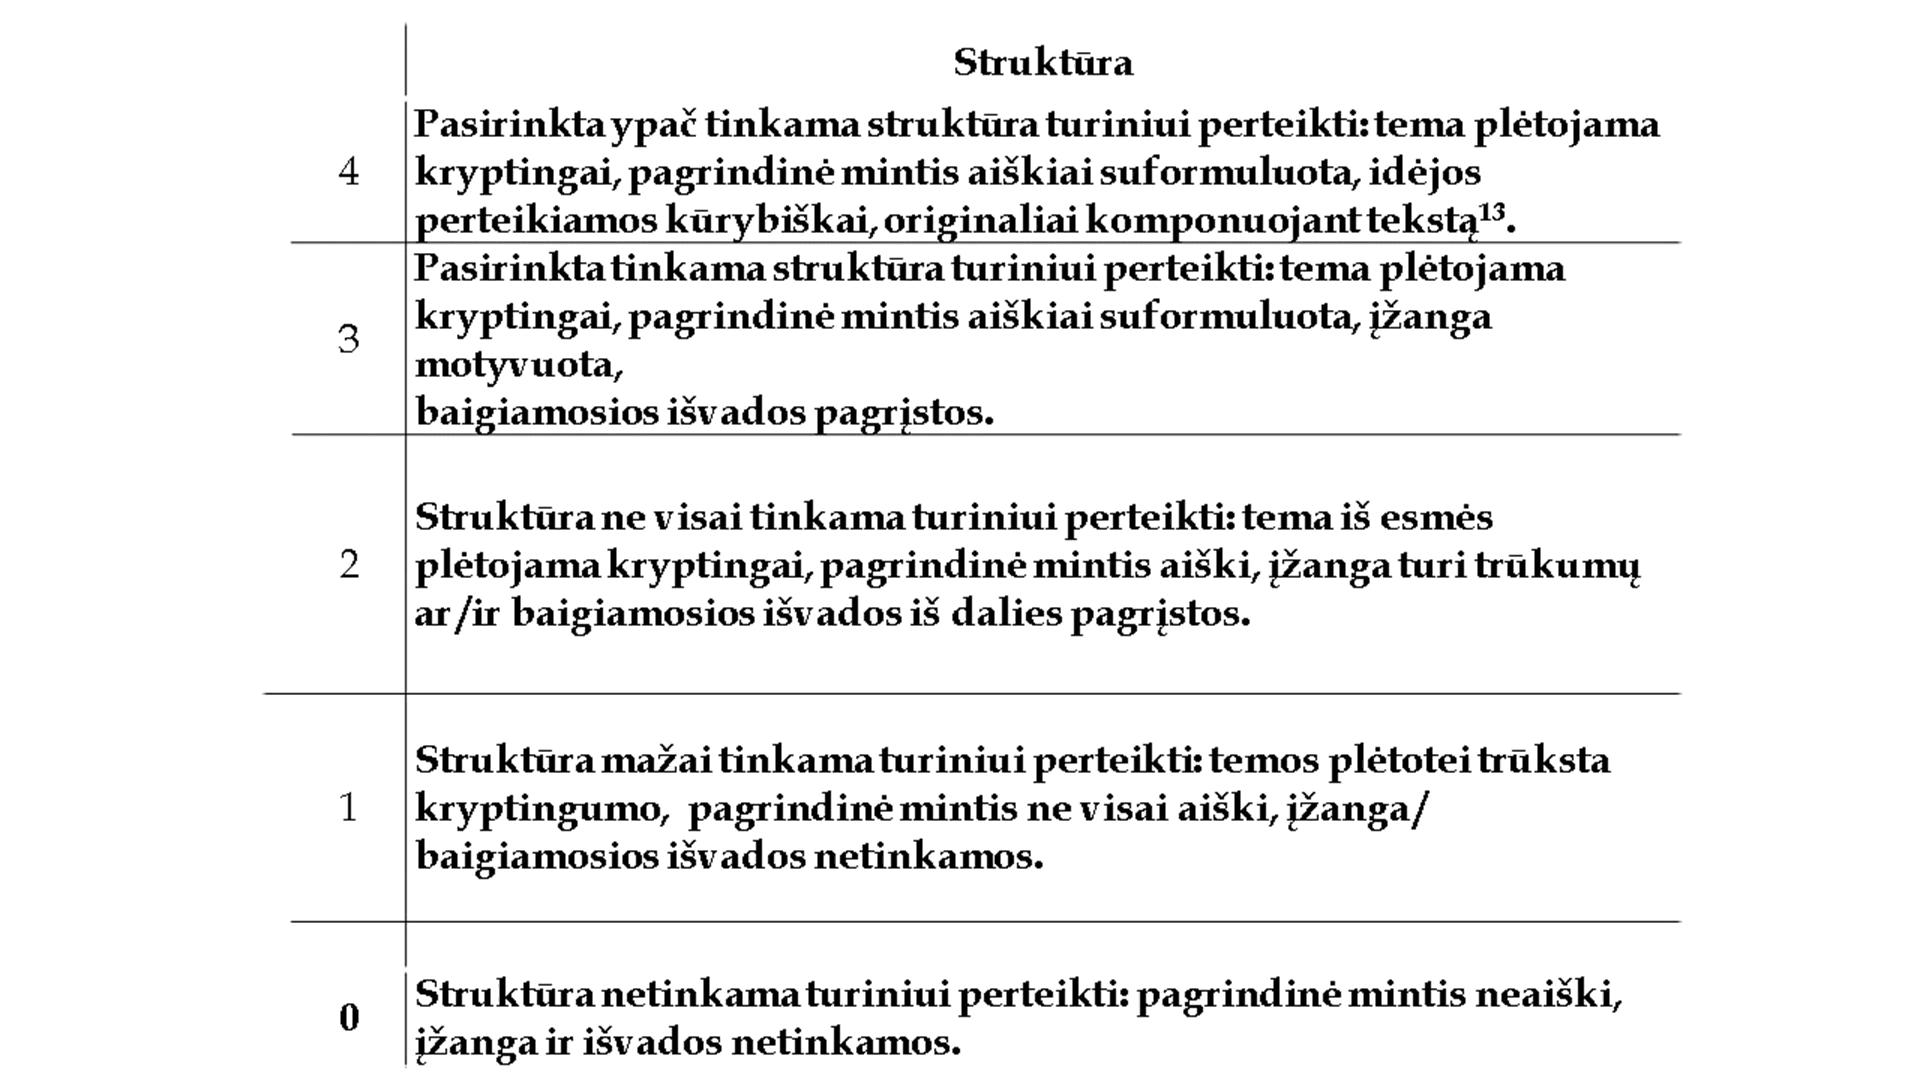 Struktūra
Pasirinkta ypač tinkama struktūra turiniui perteikti: tema plėtojama
4
kryptingai, pagrindinė mintis aiškiai suformuluota, idėjos
perteikiamos kūrybiškai, originaliai komponuojant tekstą¹³.
Pasirinkta tinkama struktūra turiniui perteikti: tema plėtojama
kryptingai, pagrindinė mintis aiškiai suformuluota, įžanga
3
motyvuota,
baigiamosios išvados pagrįstos.
Struktūra ne visai tinkama turiniui perteikti: tema iš esmės
2
plėtojama kryptingai, pagrindinė mintis aiški, įžanga turi trūkumų
ar/ir baigiamosios išvados iš dalies pagrįstos.
Struktūra mažai tinkama turiniui perteikti: temos plėtotei trūksta
1
kryptingumo, pagrindinė mintis ne visai aiški, įžanga/
baigiamosios išvados netinkamos.
Struktūra netinkama turiniui perteikti: pagrindinė mintis neaiški,
0
įžanga ir išvados netinkamos.